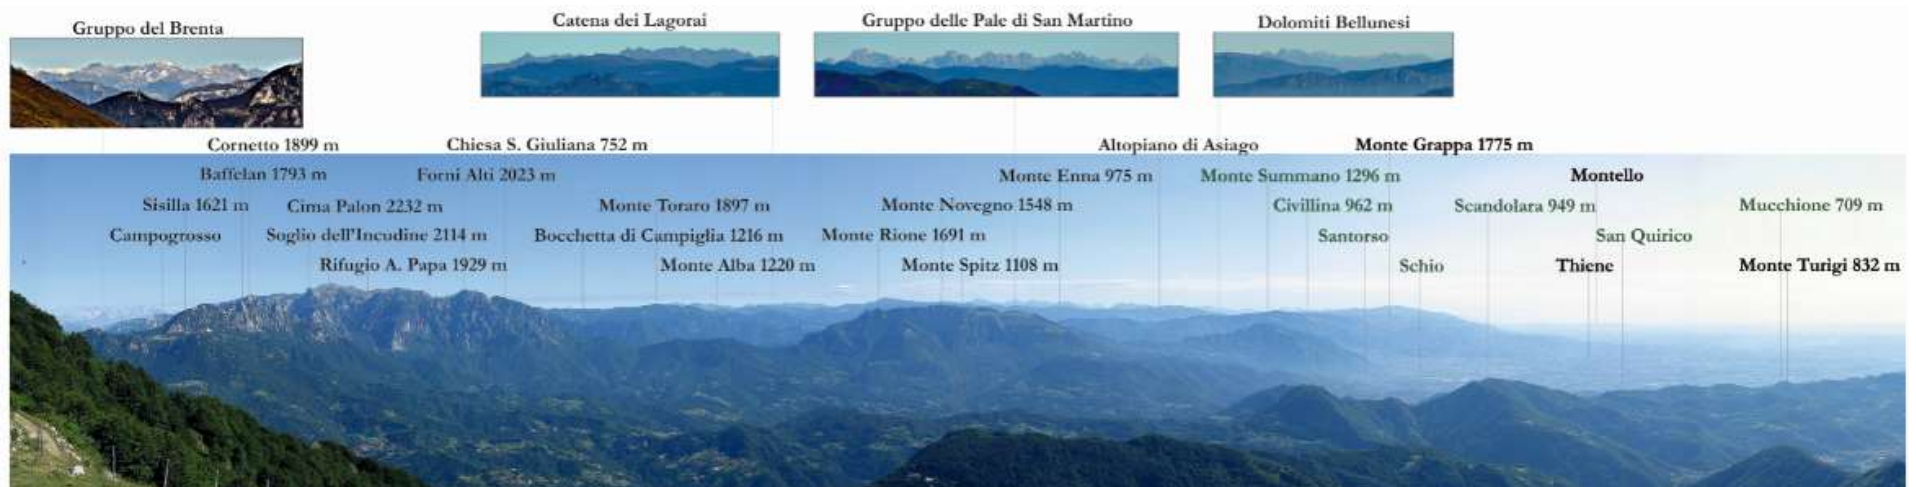 Gruppo del Brenta
Catena dei Lagorai
Gruppo delle Pale di San Martino
Dolomiti Bellunesi
Cornetto 1899 m
Chiesa S. Giuliana 752 m
Altopiano di Asiago
Monte Grappa 1775 m
Baffelan 1793 m
Forni Alti 2023 m
Monte Enna 975 m
Monte Summano 1296 m
Montello
Sisilla 1621 m
Cima Palon 2232 m
Monte Toraro 1897 m
Monte Novegno 1548 m
Civillina 962 m
Scandolara 949 m
Mucchione 709 m
Campogrosso
Soglio dell'Incudine 2114 m
Bocchetta di Campiglia 1216 m
Monte Rione 1691 m
Santorso
San Quirico
Rifugio A. Papa 1929 m
Monte Alba 1220 m
Monte Spitz 1108 m
Schio
Thiene
Monte Turigi 832 m